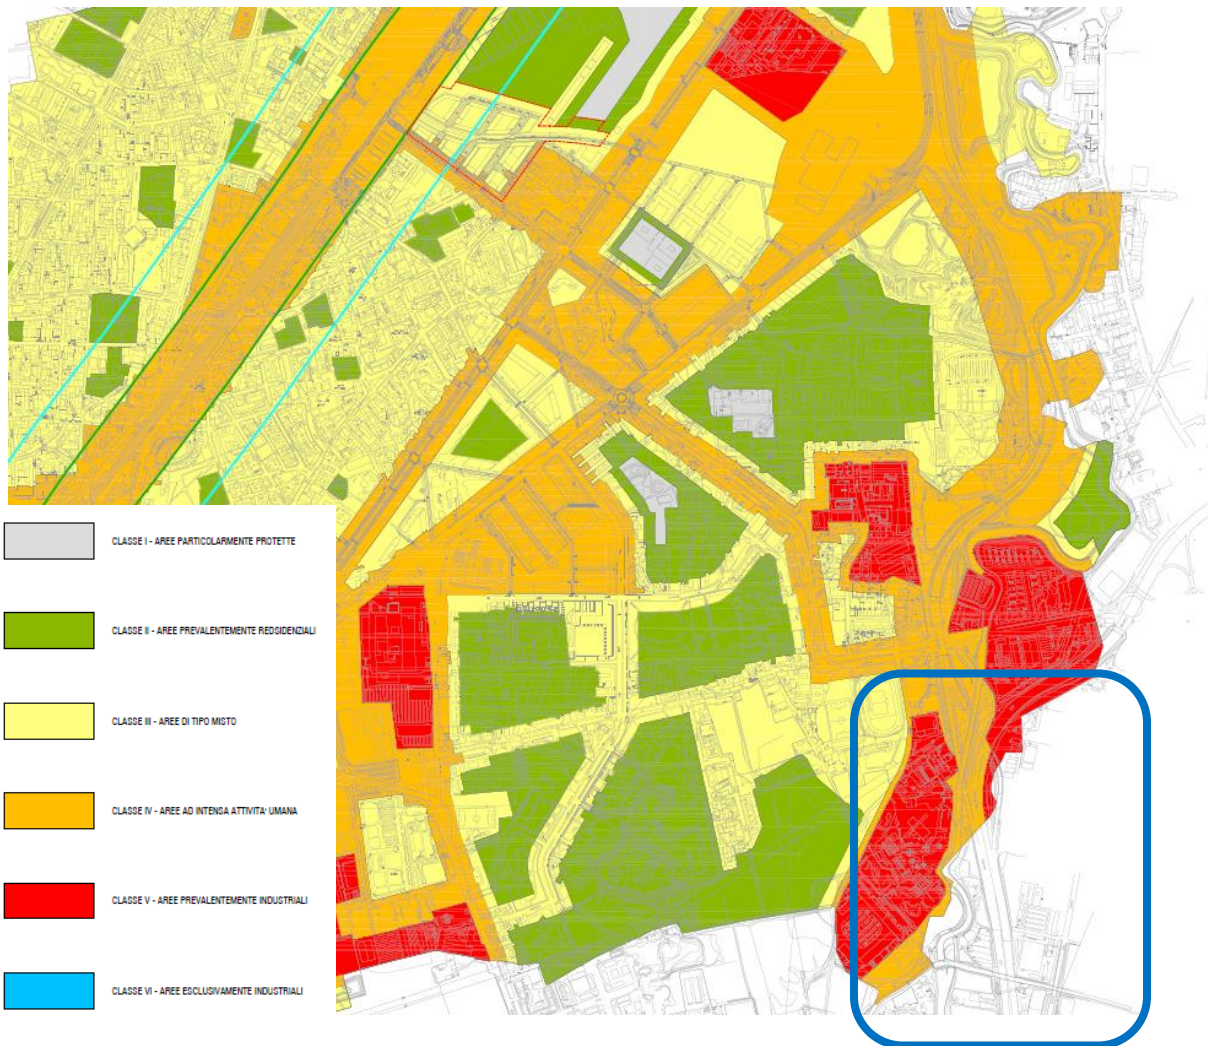 CLASSE I - AREE PARTICOLARMENTE PROTETTE
CLASSE II - AREE PREVALENTEMENTE REDSIDENZIALI
CLASSE III - AREE DI TIPO MISTO
CLASSE IV - AREE AD INTENSA ATTIVITA' UMANA
CLASSE V - AREE PREVALENTEMENTE INDUSTRIALI
CLASSE VI - AREE ESCLUSIVAMENTE INDUSTRIALI